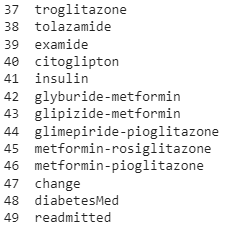 37 troglitazone
38 tolazamide
39 examide
40 citoglipton
41 insulin
42 glyburide-metformin
43 glipizide-metformin
44 glimepiride-pioglitazone
45 metformin-rosiglitazone
46 metformin-pioglitazone
47 change
48 diabetesMed
49 readmitted